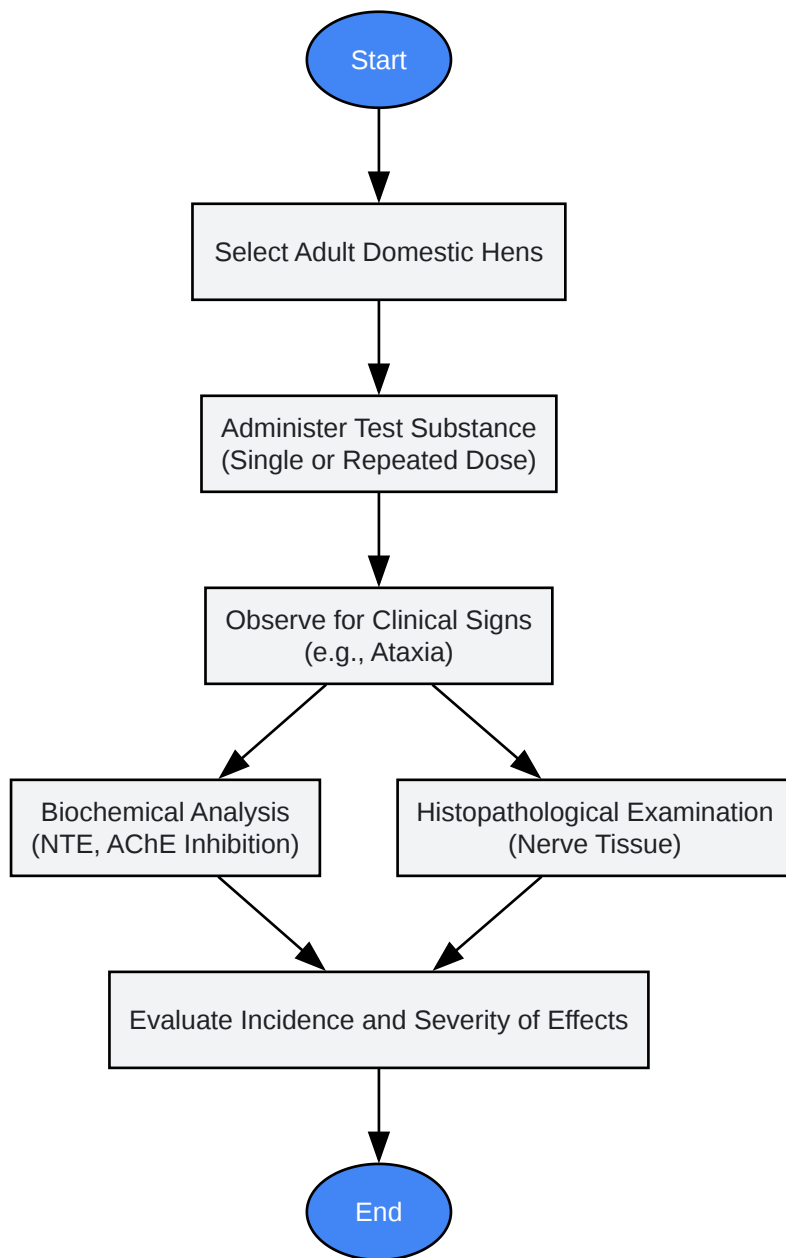 Start
Select Adult Domestic Hens
Administer Test Substance
(Single or Repeated Dose)
Observe for Clinical Signs
(e.g., Ataxia)
Biochemical Analysis
(NTE, AChE Inhibition)
Histopathological Examination
(Nerve Tissue)
Evaluate Incidence and Severity of Effects
End